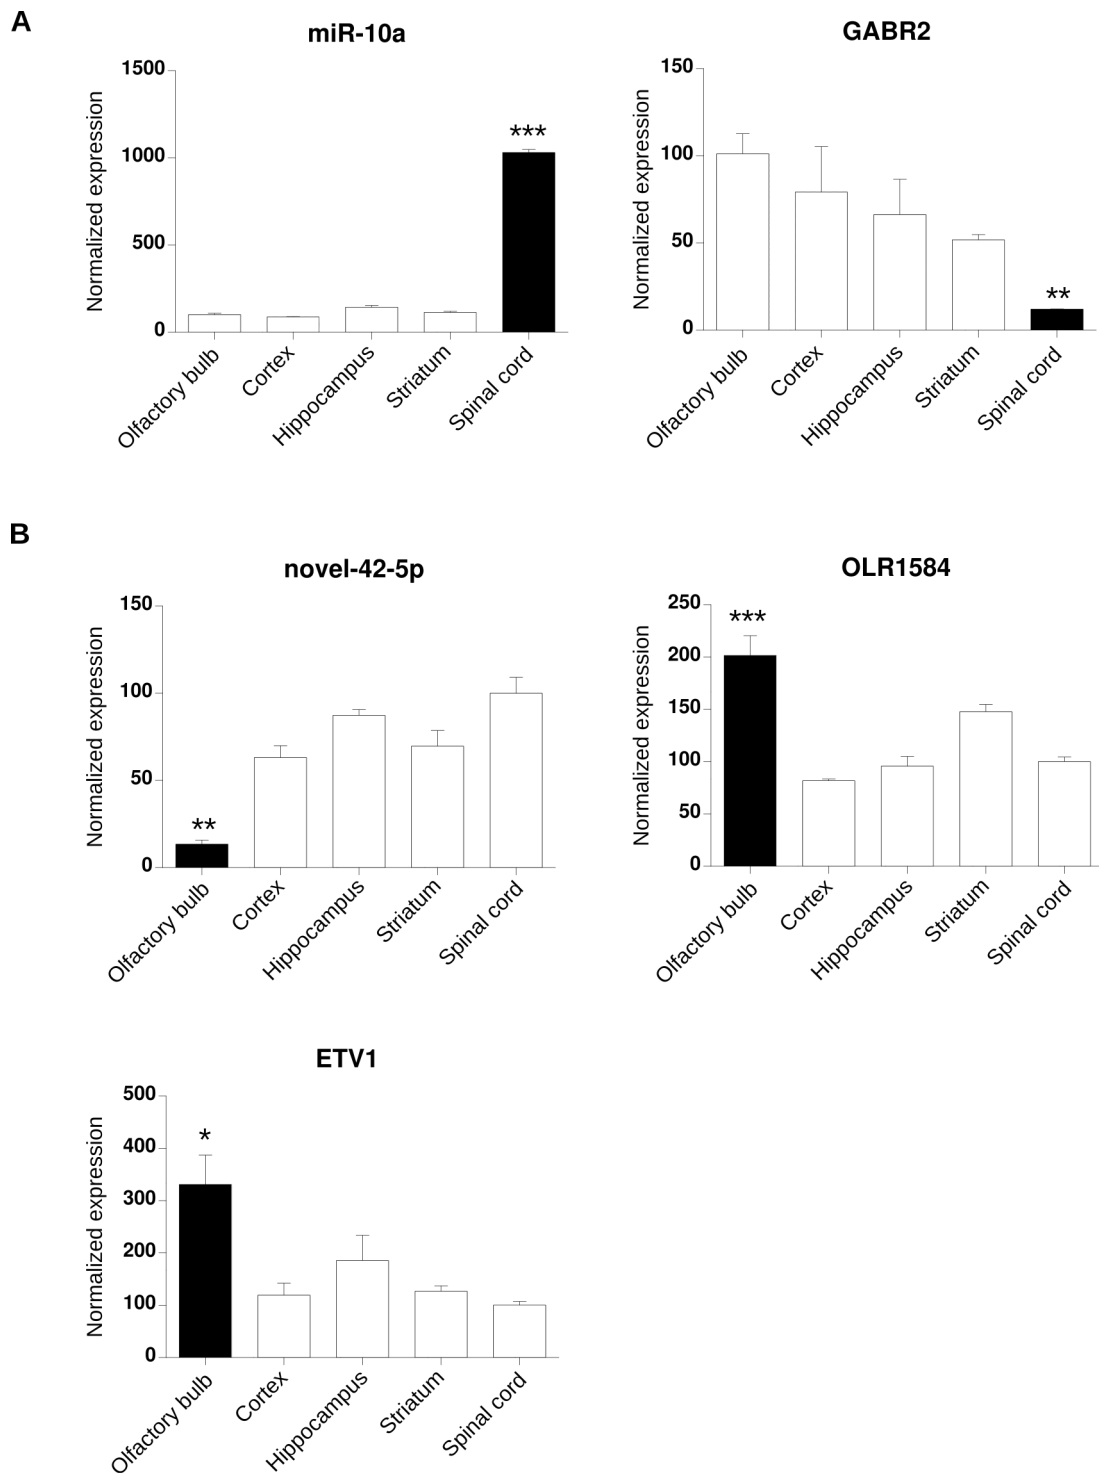 A
miR-10a
Normalized expression
1500
1000
500
0
***
Olfactory bulb
Cortex
Hippocampus
Striatum
Spinal cord
GABR2
Normalized expression
150
100
50
0
**
Olfactory bulb
Cortex
Hippocampus
Striatum
Spinal cord
B
novel-42-5p
Normalized expression
150
100
50
0
**
Olfactory bulb
Cortex
Hippocampus
Striatum
Spinal cord
OLR1584
Normalized expression
250
200
150
100
50
0
***
Olfactory bulb
Cortex
Hippocampus
Striatum
Spinal cord
ETV1
Normalized expression
500
400
300
200
100
0
*
Olfactory bulb
Cortex
Hippocampus
Striatum
Spinal cord